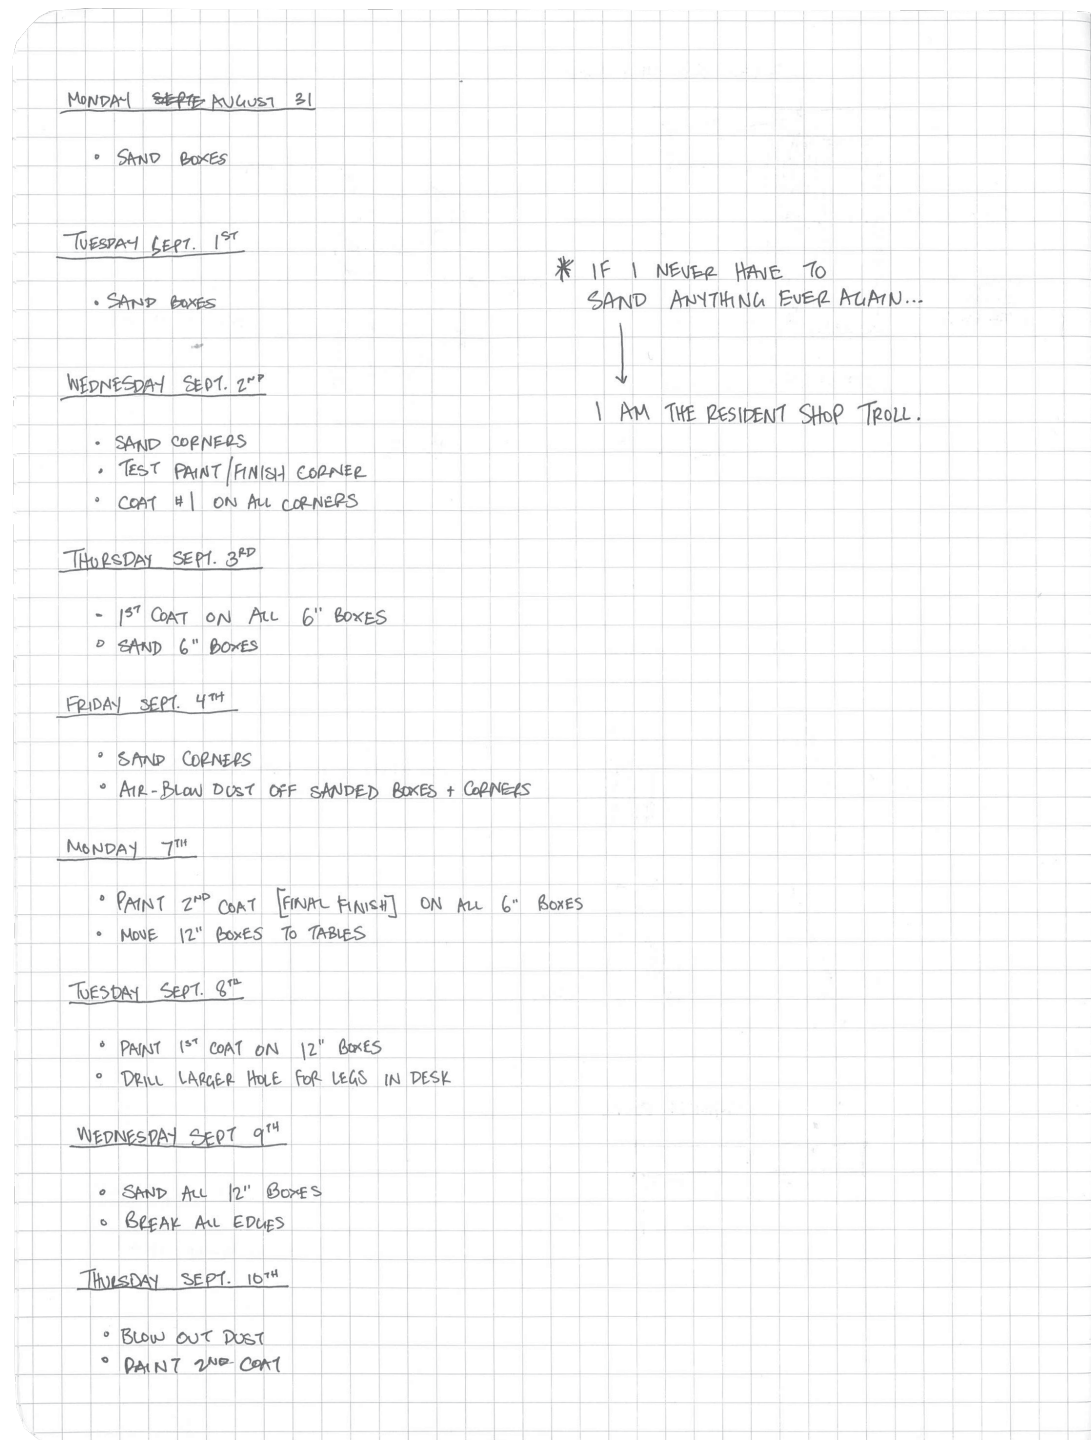 MONDAY SEPTE AUGUST 31
• SAND BOXES
TUESDAY SEPT. 1ST
• SAND BOXES
* IF I NEVER HAVE TO
SAND ANYTHING EVER AGAIN...
I AM THE RESIDENT SHOP TROLL.
WEDNESDAY SEPT. 2ND
• SAND CORNERS
• TEST PAINT/FINISH CORNER
• COAT #1 ON ALL CORNERS
THURSDAY SEPT. 3RD
- 1ST COAT ON ALL 6" BOXES
• SAND 6" BOXES
FRIDAY SEPT. 4TH
• SAND CORNERS
• AIR-BLOW DUST OFF SANDED BOXES + CORNERS
MONDAY 7TH
• PAINT 2ND COAT [FINAL FINISH] ON ALL 6" BOXES
• MOVE 12" BOXES TO TABLES
TUESDAY SEPT. 8TH
• PAINT 1ST COAT ON 12" BOXES
• DRILL LARGER HOLE FOR LEGS IN DESK
WEDNESDAY SEPT 9TH
• SAND ALL 12" BOXES
• BREAK ALL EDGES
THURSDAY SEPT. 10TH
• BLOW OUT DUST
• PAINT 2ND COAT